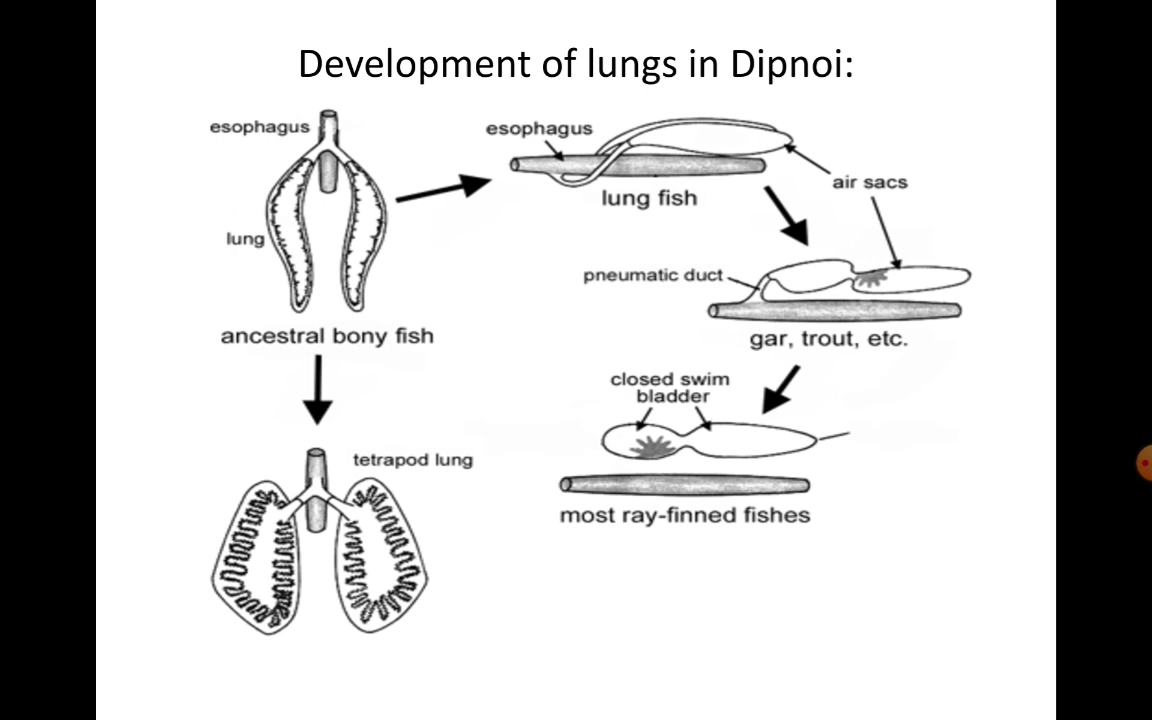 Development of lungs in Dipnoi:
esophagus
lung
ancestral bony fish
esophagus
lung fish
air sacs
pneumatic duct
gar, trout, etc.
closed swim
bladder
most ray-finned fishes
tetrapod lung